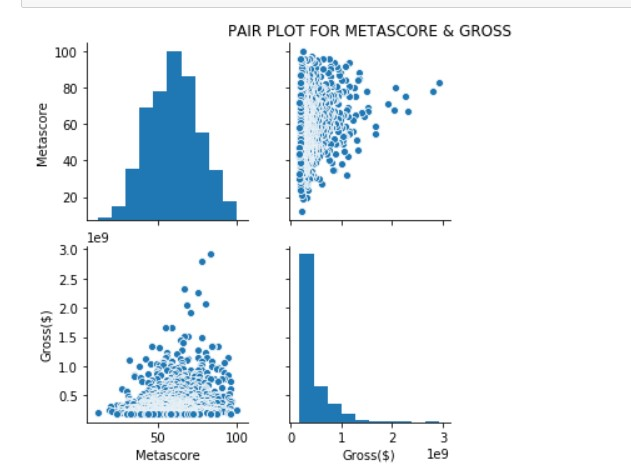 PAIR PLOT FOR METASCORE & GROSS
100
80
60
40
20
Metascore
1e9
3.0
2.5
2.0
1.5
1.0
0.5
Gross($)
50 100
Metascore
0 1 2 3
Gross($) 1e9